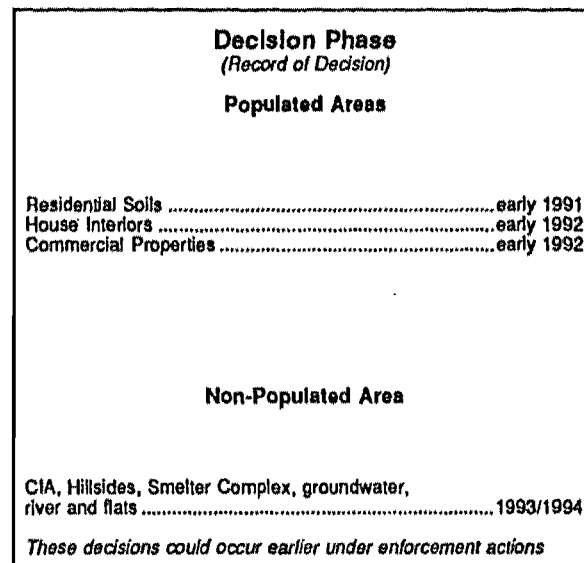 Decision Phase
(Record of Decision)
Populated Areas
Residential Soils ........................................................ early 1991
House Interiors .......................................................... early 1992
Commercial Properties ............................................... early 1992
Non-Populated Area
CIA, Hillsides, Smelter Complex, groundwater,
river and flats ............................................................ 1993/1994
These decisions could occur earlier under enforcement actions